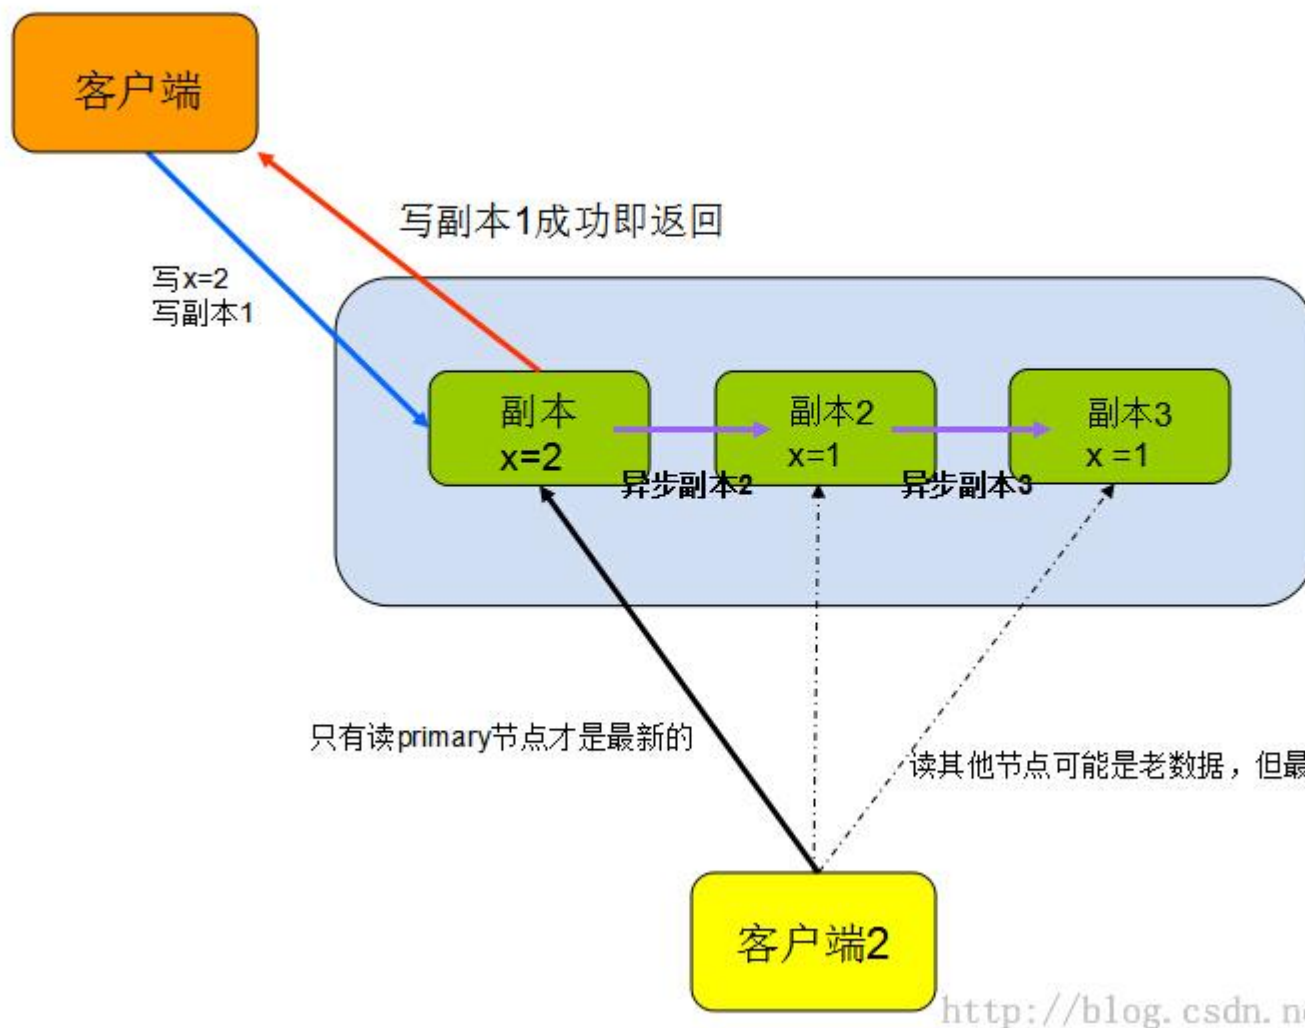 客户端
写副本1成功即返回
写x=2
写副本1
副本
x=2
副本2
x=1
副本3
x =1
异步副本2
异步副本3
只有读primary节点才是最新的
读其他节点可能是老数据，但最
客户端2
http://blog.csdn.ne